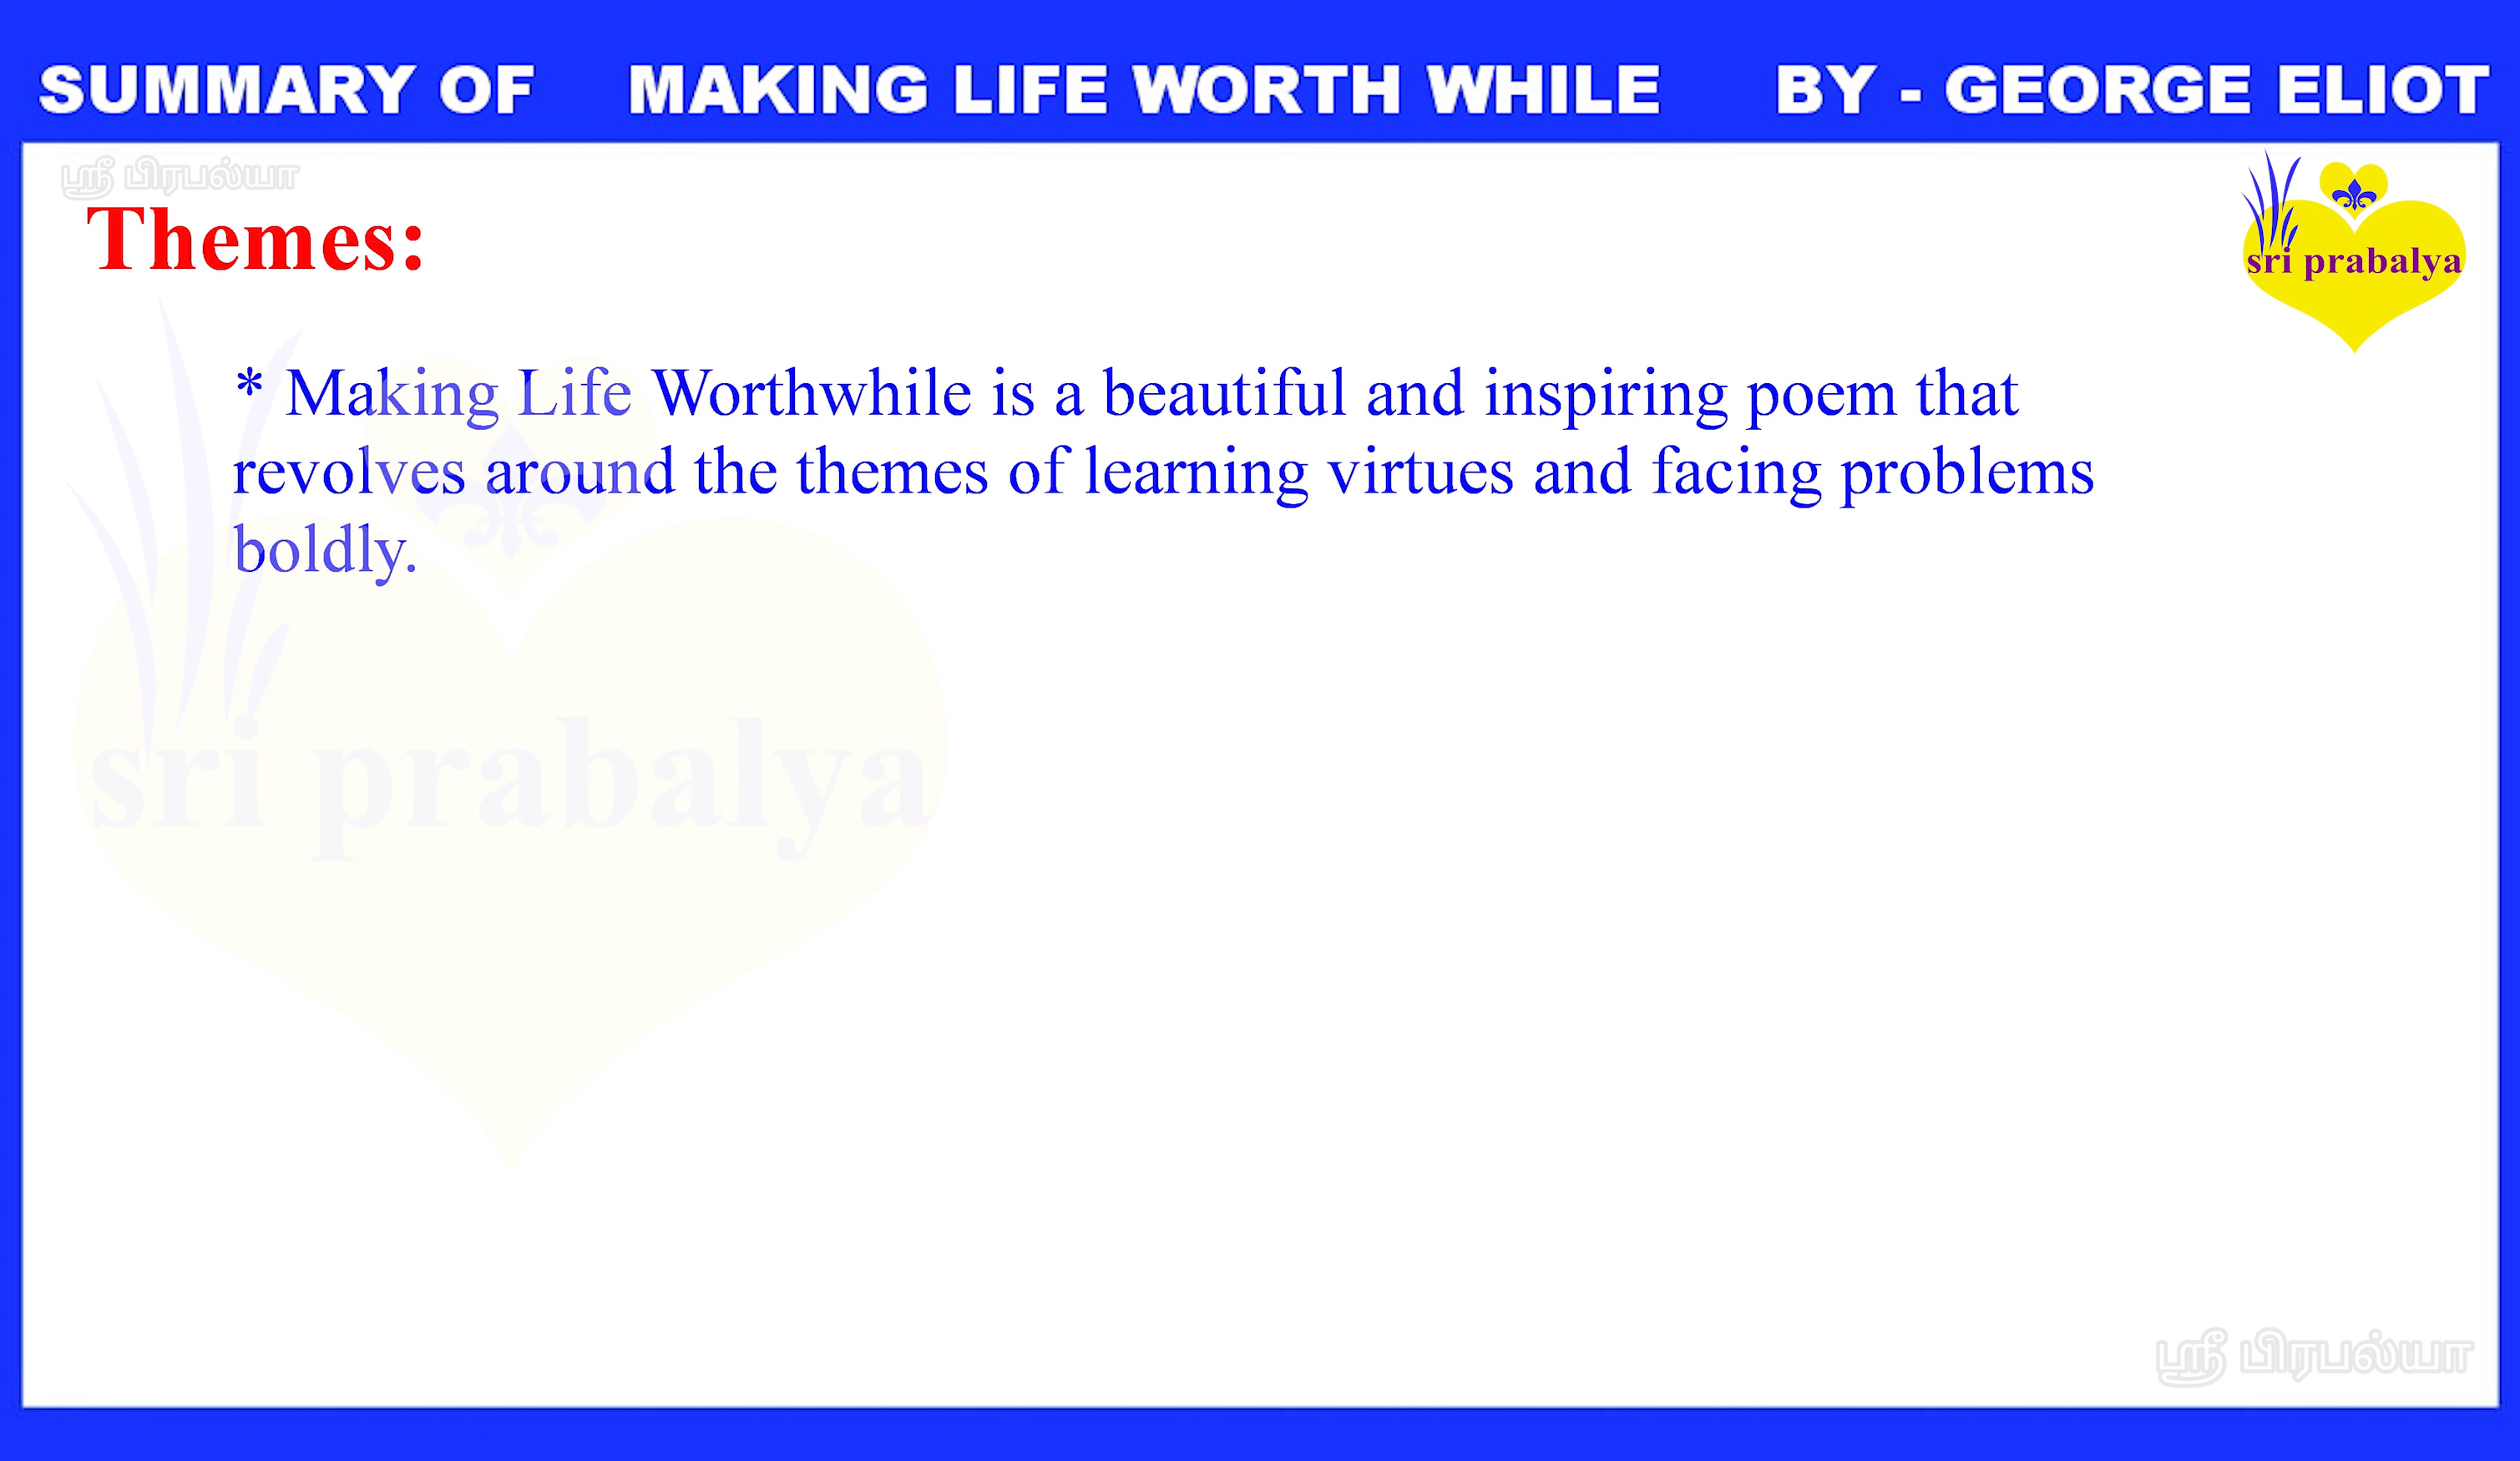 SUMMARY OF MAKING LIFE WORTH WHILE BY - GEORGE ELIOT
ஸ்ரீ பிரபல்யா
sri prabalya
Themes:
* Making Life Worthwhile is a beautiful and inspiring poem that
revolves around the themes of learning virtues and facing problems
boldly.
sri prabalya
ஸ்ரீ பிரபல்யா